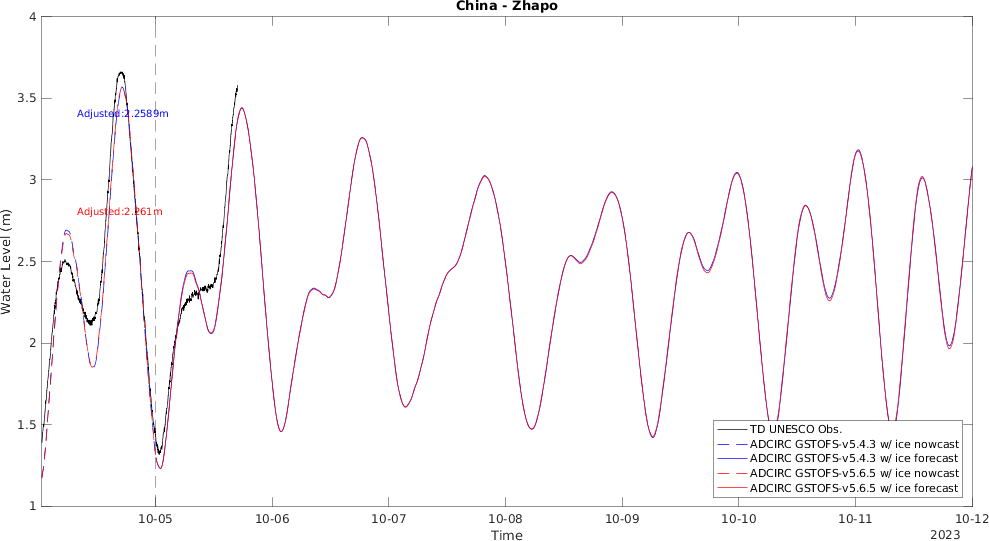 China - Zhapo
Water Level (m)
4
3.5
3
2.5
2
1.5
1
Adjusted:2.2589m
Adjusted:2.261m
TD UNESCO Obs.
ADCIRC GSTOFS-v5.4.3 w/ ice nowcast
ADCIRC GSTOFS-v5.4.3 w/ ice forecast
ADCIRC GSTOFS-v5.6.5 w/ ice nowcast
ADCIRC GSTOFS-v5.6.5 w/ ice forecast
10-05 10-06 10-07 10-08 10-09 10-10 10-11 10-12
Time
2023